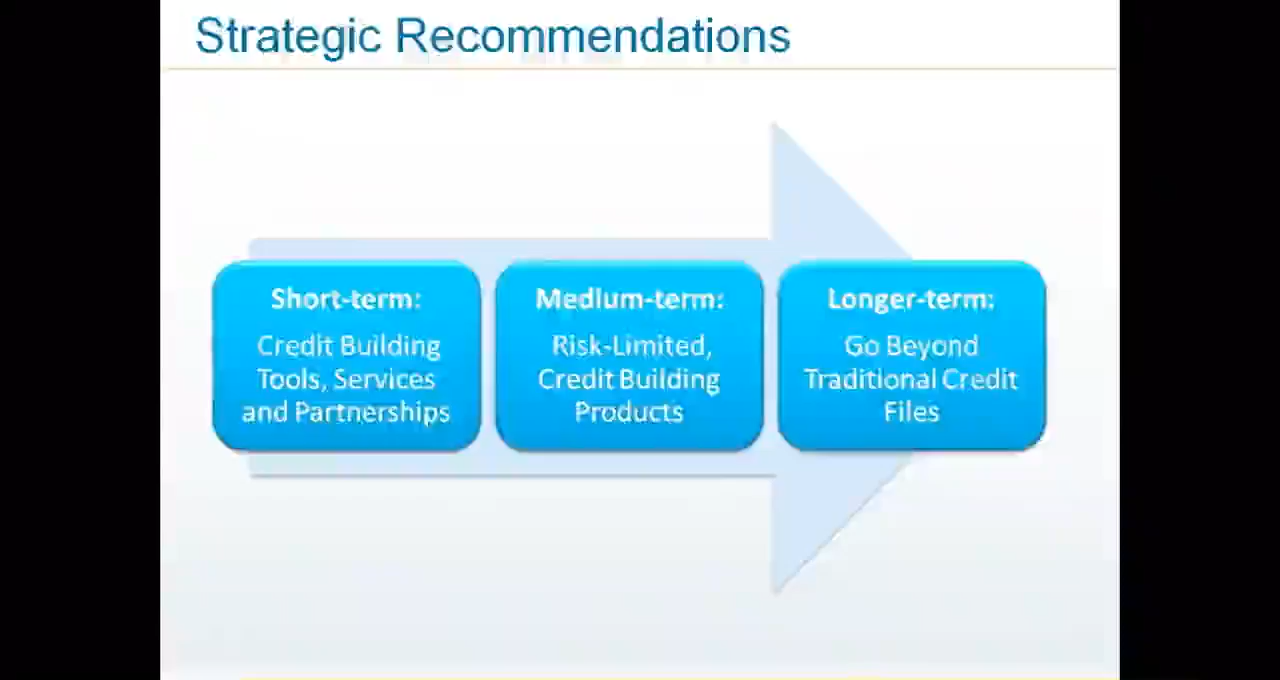 Strategic Recommendations
Short-term:
Credit Building
Tools, Services
and Partnerships
Medium-term:
Risk-Limited,
Credit Building
Products
Longer-term:
Go Beyond
Traditional Credit
Files